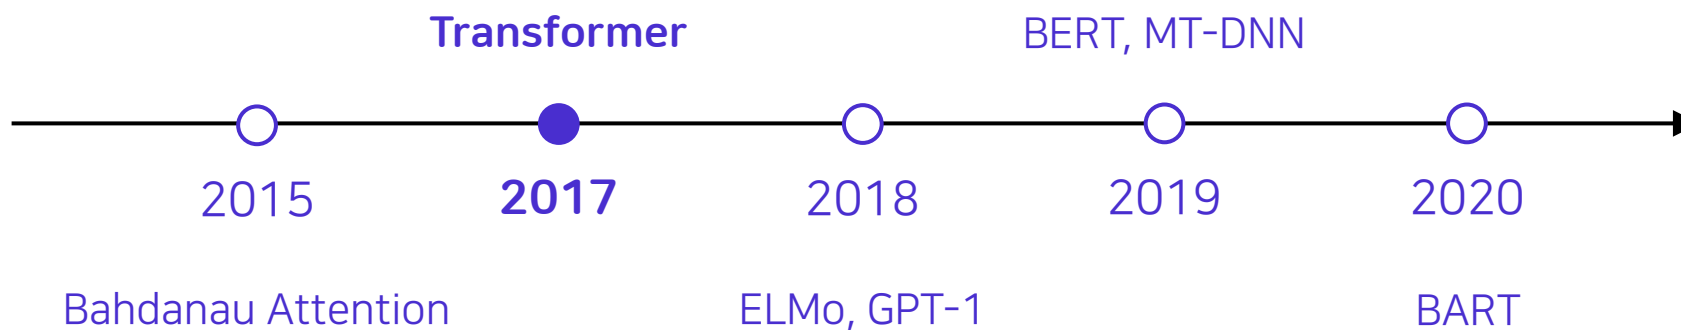 Transformer
BERT, MT-DNN
2015
2017
2018
2019
2020
Bahdanau Attention
ELMo, GPT-1
BART